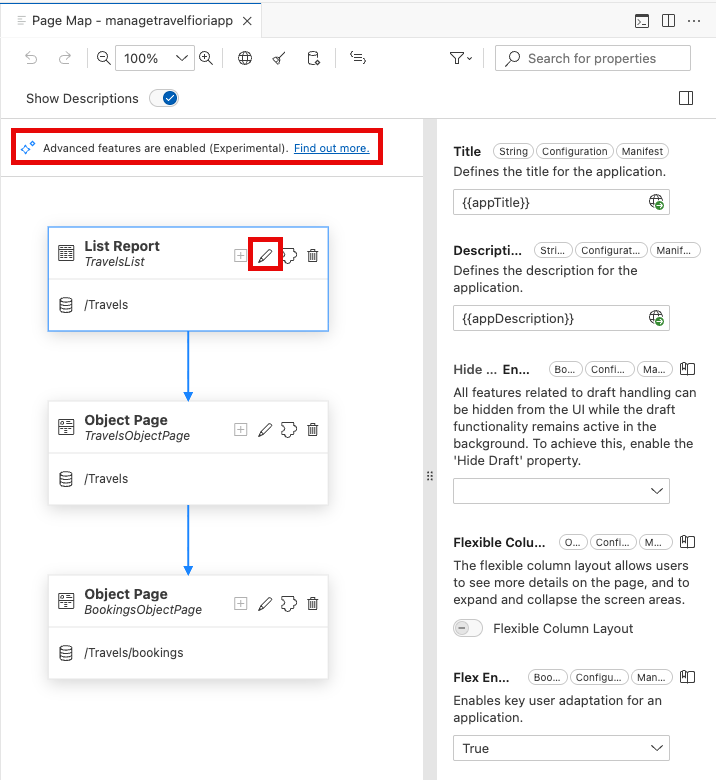 Page Map - managetravelfioriapp
100%
Search for properties
Show Descriptions
Advanced features are enabled (Experimental). Find out more.
List Report
TravelsList
/Travels
Object Page
TravelsObjectPage
/Travels
Object Page
BookingsObjectPage
/Travels/bookings
Title String Configuration Manifest
Defines the title for the application.
{{appTitle}}
Descripti... Stri... Configurat... Manif...
Defines the description for the
application.
{{appDescription}}
Hide ... En... Bo... Confi... Ma...
All features related to draft handling can
be hidden from the UI while the draft
functionality remains active in the
background. To achieve this, enable the
'Hide Draft' property.
Flexible Colu... O... Confi... M...
The flexible column layout allows users
to see more details on the page, and to
expand and collapse the screen areas.
Flexible Column Layout
Flex En... Boo... Configu... Man...
Enables key user adaptation for an
application.
True